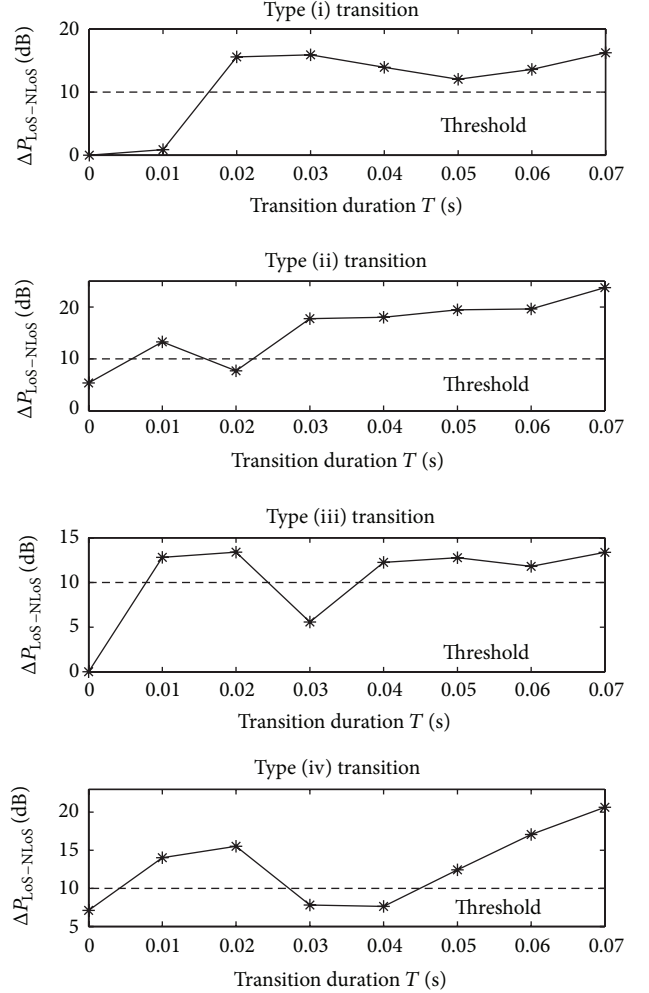 Type (i) transition
20
10
0
ΔP_LoS−NLoS (dB)
Threshold
0 0.01 0.02 0.03 0.04 0.05 0.06 0.07
Transition duration T (s)
Type (ii) transition
20
10
0
ΔP_LoS−NLoS (dB)
Threshold
0 0.01 0.02 0.03 0.04 0.05 0.06 0.07
Transition duration T (s)
Type (iii) transition
15
10
5
0
ΔP_LoS−NLoS (dB)
Threshold
0 0.01 0.02 0.03 0.04 0.05 0.06 0.07
Transition duration T (s)
Type (iv) transition
20
15
10
5
ΔP_LoS−NLoS (dB)
Threshold
0 0.01 0.02 0.03 0.04 0.05 0.06 0.07
Transition duration T (s)